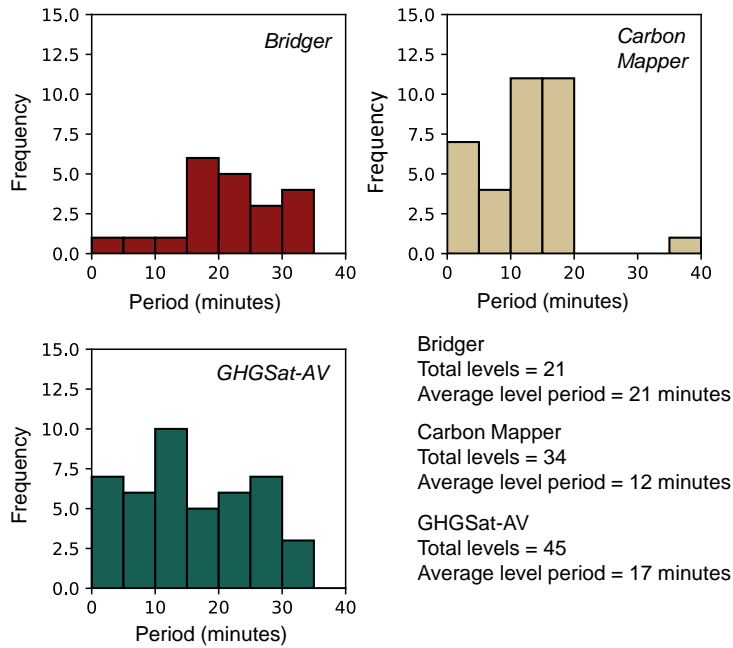 Bridger
15.0
12.5
10.0
7.5
5.0
2.5
0.0
Frequency
0 10 20 30 40
Period (minutes)
Carbon
Mapper
15.0
12.5
10.0
7.5
5.0
2.5
0.0
Frequency
0 10 20 30 40
Period (minutes)
GHGSat-AV
15.0
12.5
10.0
7.5
5.0
2.5
0.0
Frequency
0 10 20 30 40
Period (minutes)
Bridger
Total levels = 21
Average level period = 21 minutes
Carbon Mapper
Total levels = 34
Average level period = 12 minutes
GHGSat-AV
Total levels = 45
Average level period = 17 minutes